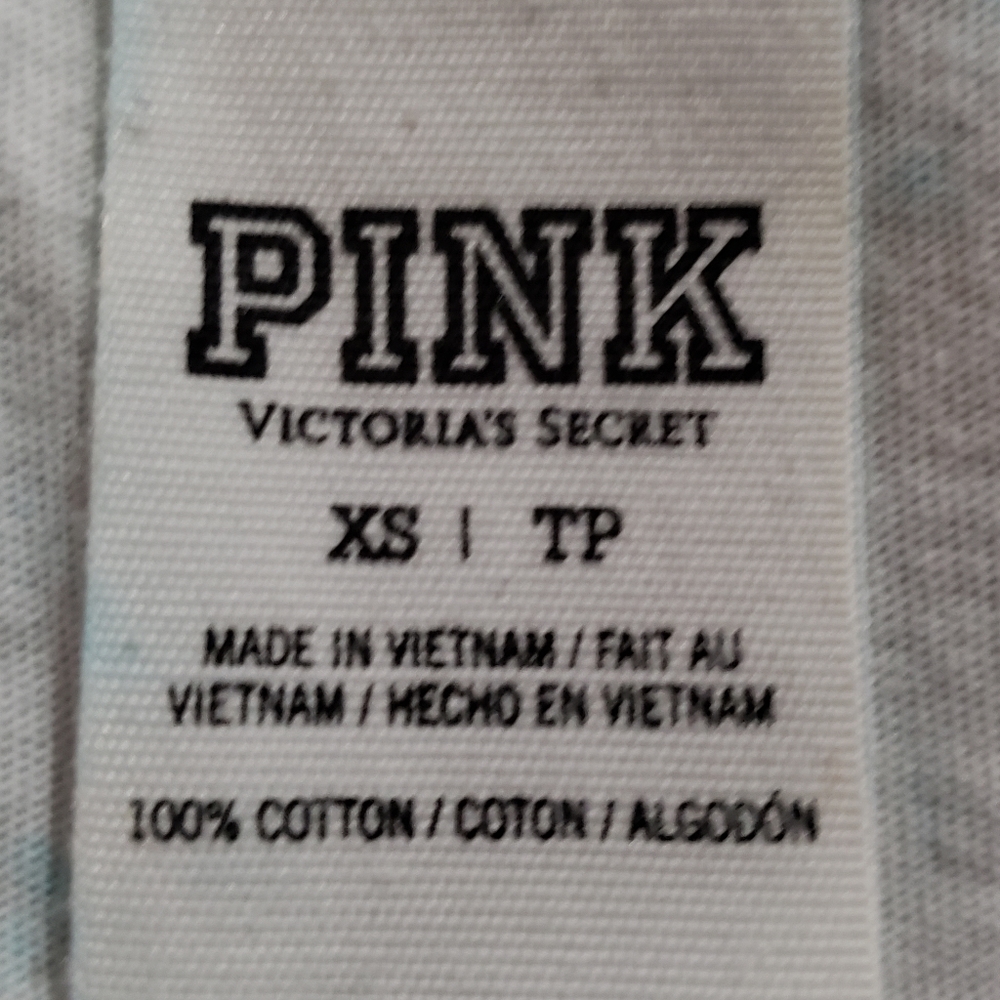 PINK
VICTORIA'S SECRET
XS | TP
MADE IN VIETNAM / FAIT AU
VIETNAM / HECHO EN VIETNAM
100% COTTON / COTON / ALGODÓN